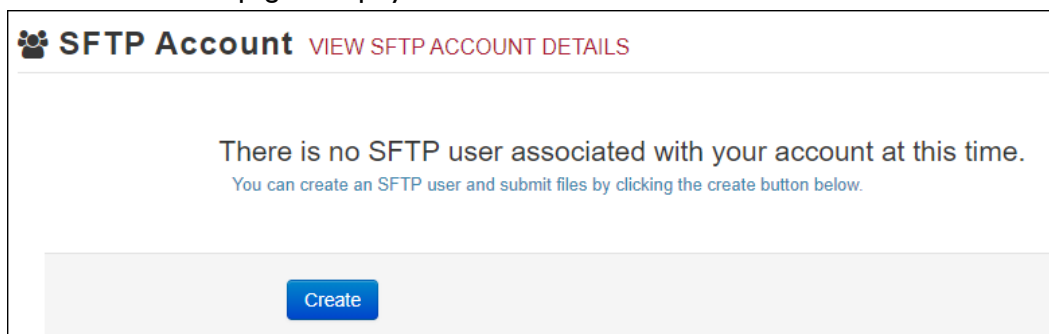 SFTP Account VIEW SFTP ACCOUNT DETAILS
There is no SFTP user associated with your account at this time.
You can create an SFTP user and submit files by clicking the create button below.
Create